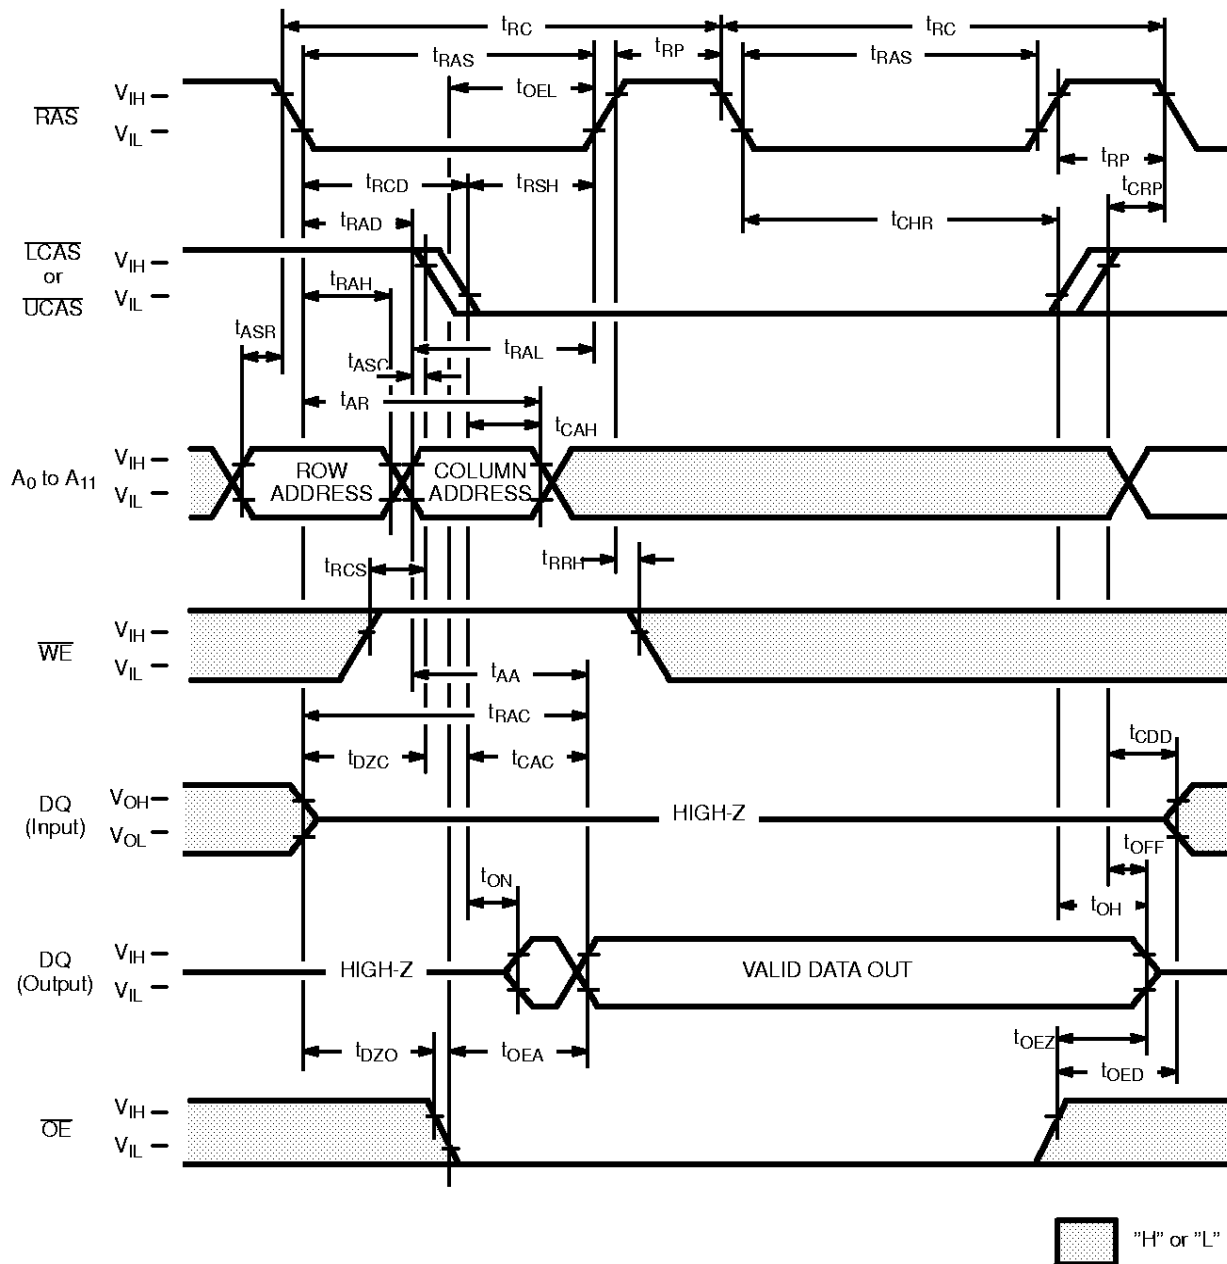 tRC tRC
tRAS tRP tRAS
tOEL
RAS VIH
VIL
tRP
tRCD tRSH
tCRP
tRAD tCHR
LCAS
or
UCAS
VIH
VIL
tRAH
tASR
tRAL
tASC
tAR
tCAH
A0 to A11 VIH
VIL
ROW
ADDRESS
COLUMN
ADDRESS
tRCS tRRH
WE VIH
VIL
tAA
tRAC
tDZC tCAC tCDD
DQ
(Input)
VOH
VOL
HIGH-Z
tOFF
tON
tOH
DQ
(Output)
VIH
VIL
HIGH-Z VALID DATA OUT
tDZO tOEA tOEZ
tOED
OE VIH
VIL
"H" or "L"